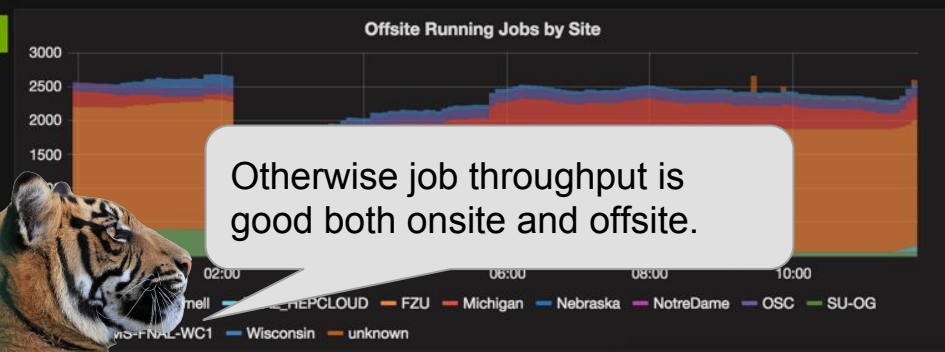 Offsite Running Jobs by Site
3000
2500
2000
1500
Otherwise job throughput is
good both onsite and offsite.
02:00 06:00 08:00 10:00
FZU Michigan Nebraska NotreDame OSC SU-OG
Wisconsin unknown